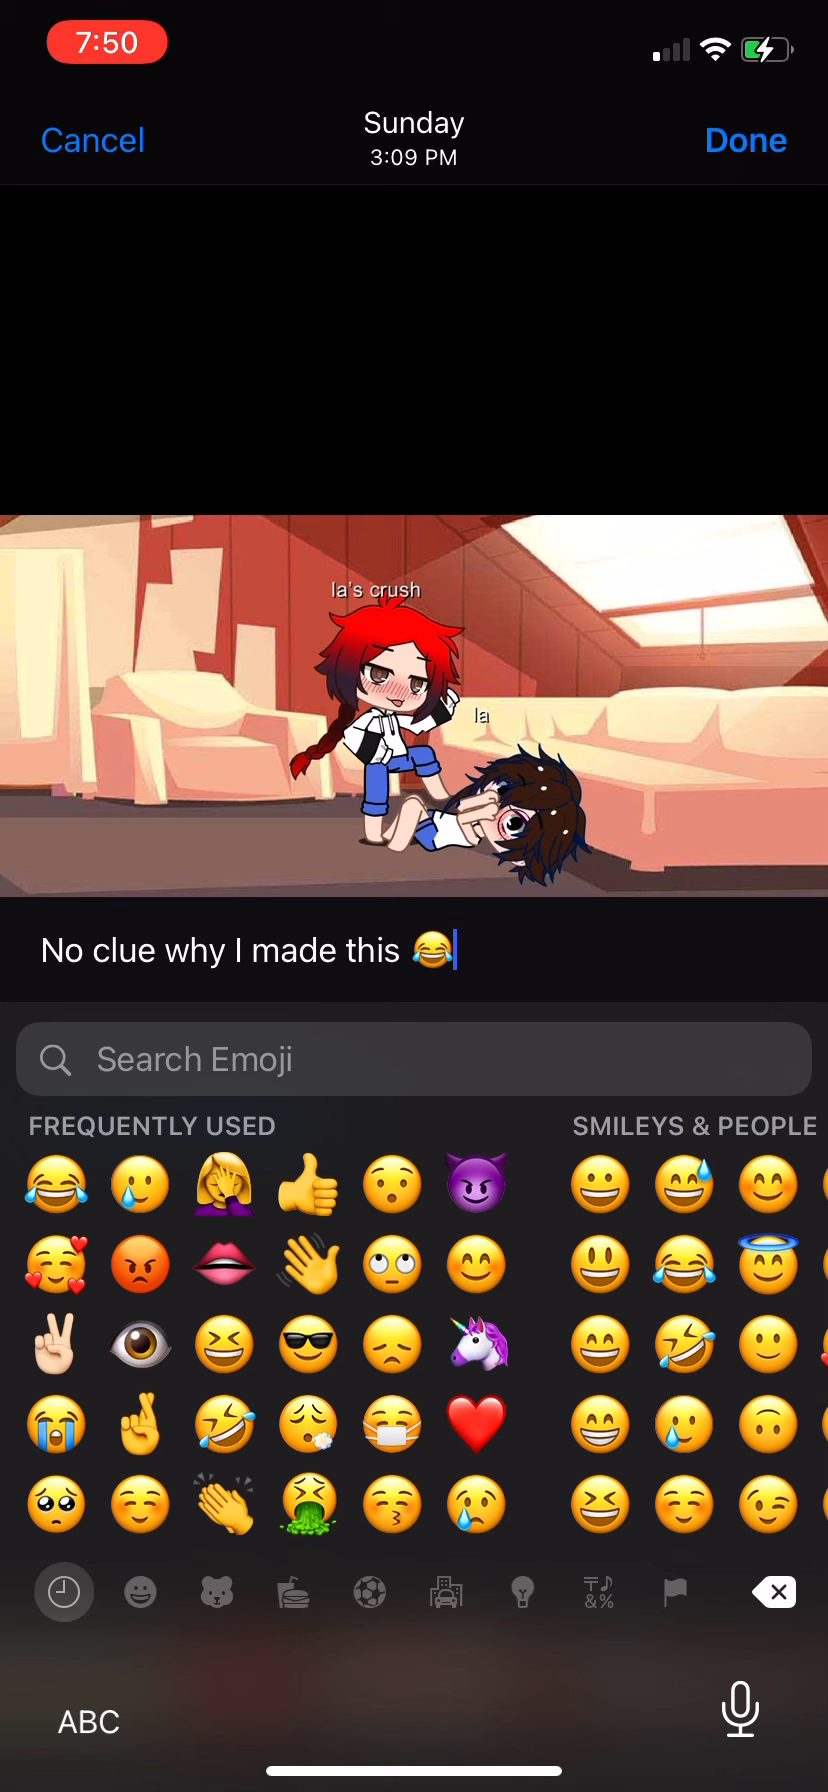 7:50
Cancel
Sunday
Done
3:09 PM
la's crush
la
No clue why I made this 😂
Search Emoji
FREQUENTLY USED
SMILEYS & PEOPLE
&%
ABC